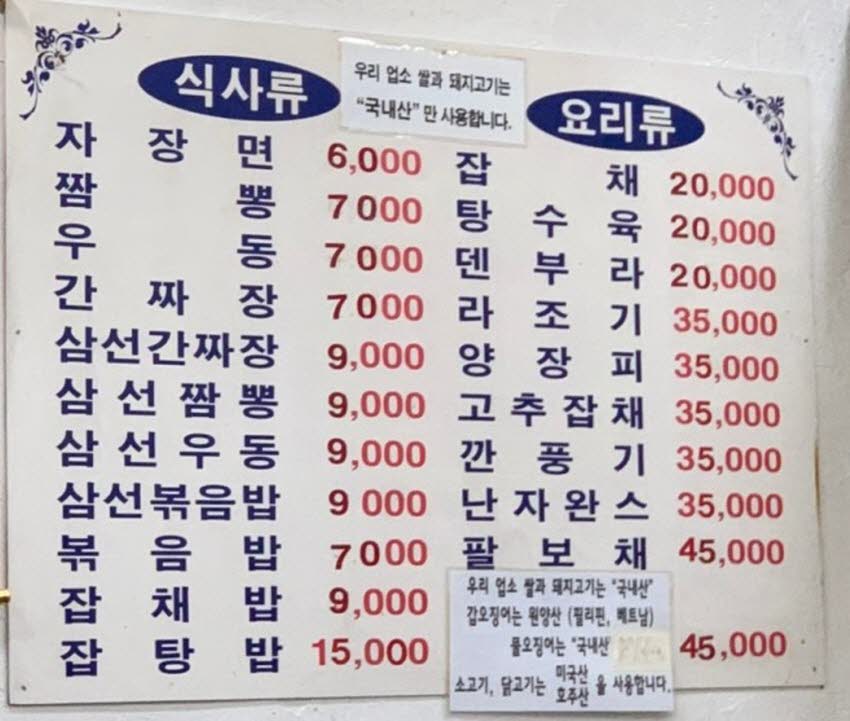 식사류
자장면 6,000
짬뽕 7000
우동 7000
간짜장 7000
삼선간짜장 9,000
삼선짬뽕 9,000
삼선우동 9,000
삼선볶음밥 9 000
볶음밥 7000
잡채밥 9,000
잡탕밥 15,000
우리 업소 쌀과 돼지고기는
“국내산” 만 사용합니다.
요리류
잡채 20,000
탕수육 20,000
덴부라 20,000
라조기 35,000
양장피 35,000
고추잡채 35,000
깐풍기 35,000
난자완스 35,000
팔보채 45,000
45,000
우리 업소 쌀과 돼지고기는 “국내산”
갑오징어는 원양산 (필리핀, 베트남)
물오징어는 “국내산
소고기, 닭고기는 미국산 호주산 을 사용합니다.